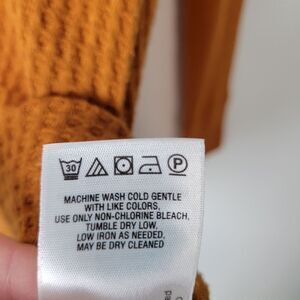 30 P
MACHINE WASH COLD GENTLE
WITH LIKE COLORS,
USE ONLY NON-CHLORINE BLEACH,
TUMBLE DRY LOW,
LOW IRON AS NEEDED,
MAY BE DRY CLEANED